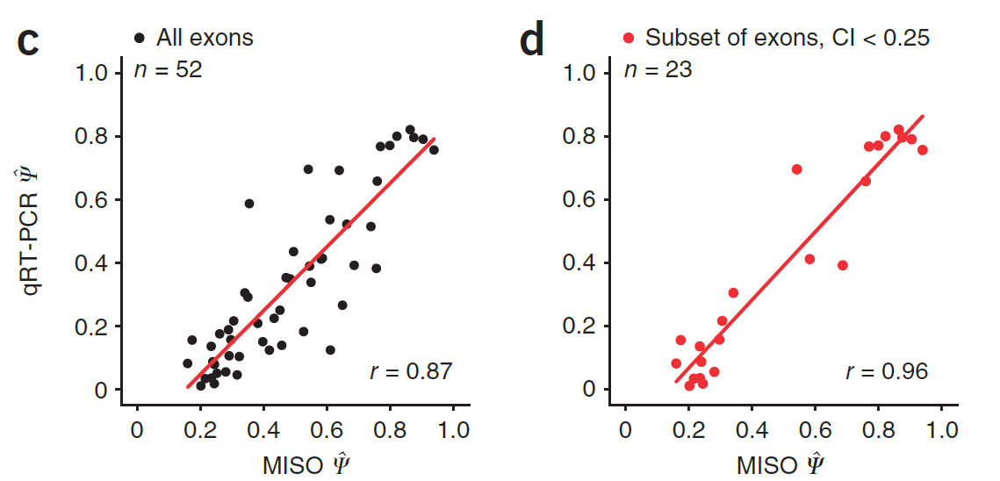 c
● All exons
n = 52
1.0
0.8
0.6
0.4
0.2
0
qRT-PCR Ψ̂
r = 0.87
0 0.2 0.4 0.6 0.8 1.0
MISO Ψ̂
d
● Subset of exons, CI < 0.25
n = 23
1.0
0.8
0.6
0.4
0.2
0
r = 0.96
0 0.2 0.4 0.6 0.8 1.0
MISO Ψ̂